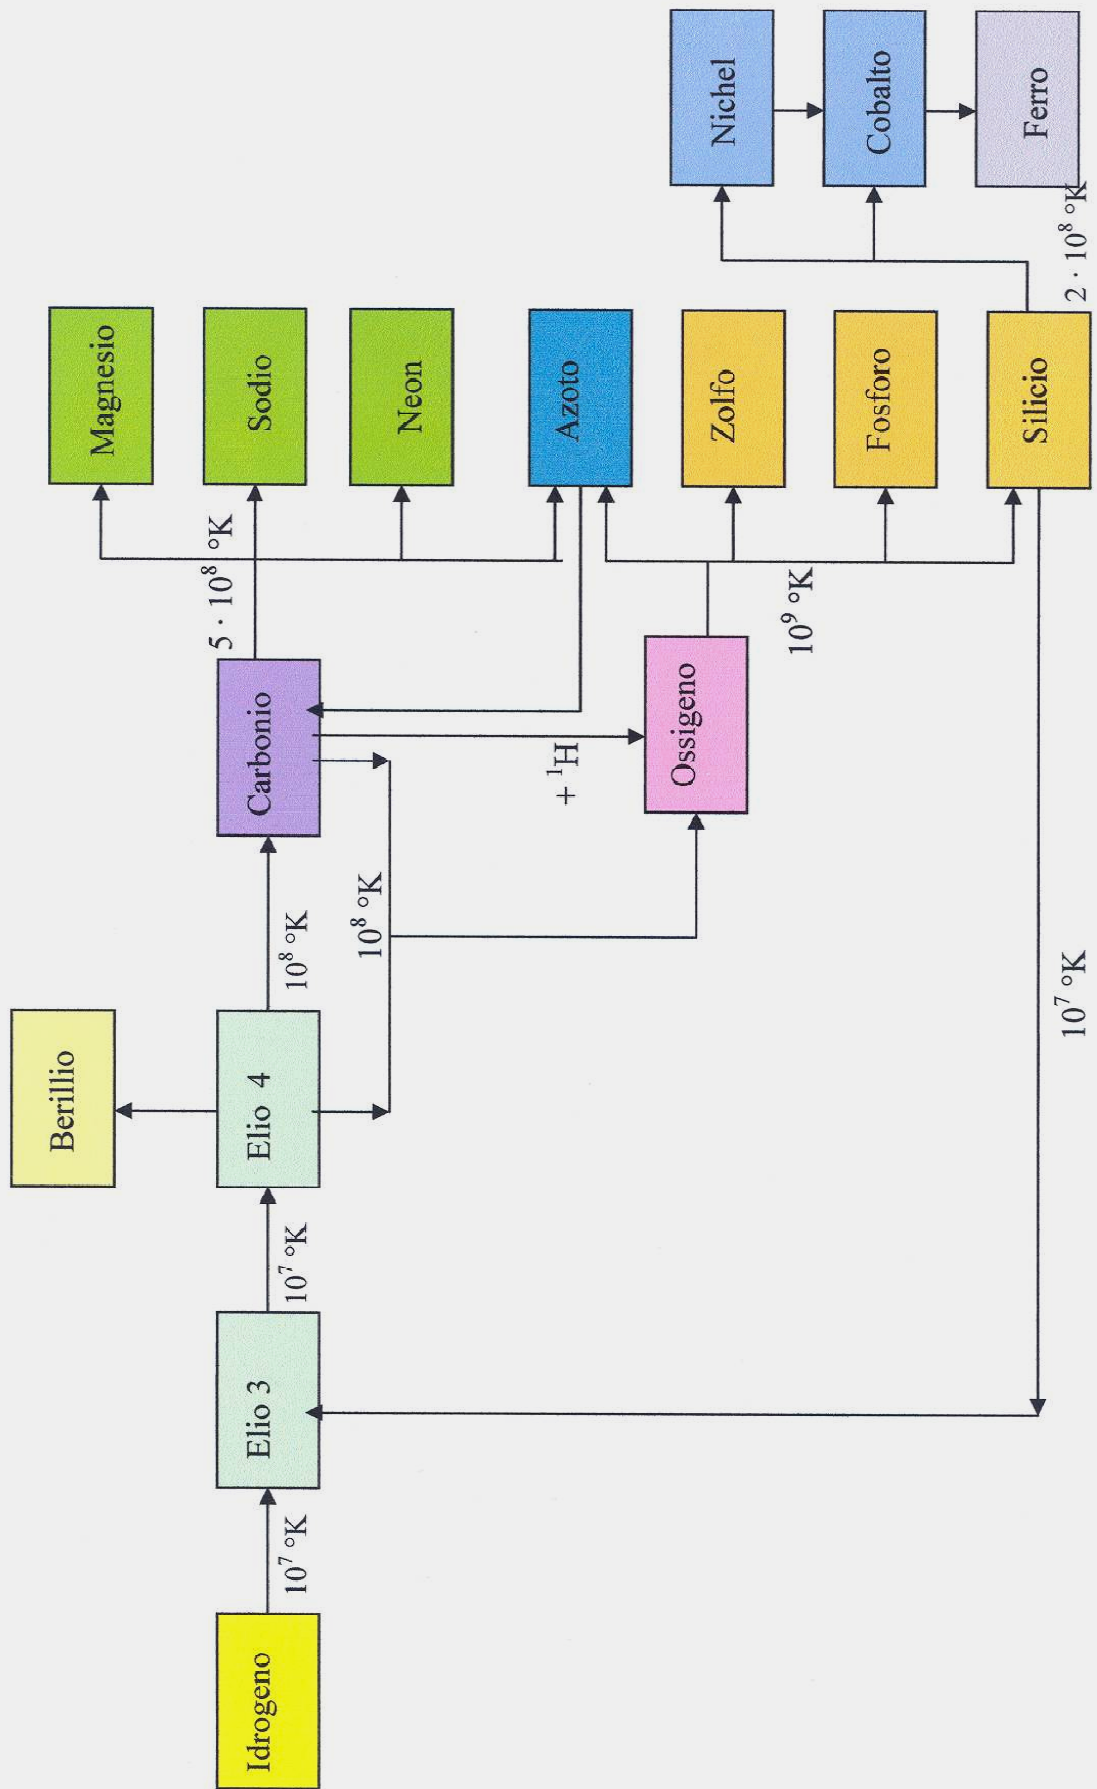 Idrogeno
10⁷ °K
Elio 3
10⁷ °K
Elio 4
Berillio
10⁸ °K
10⁸ °K
Carbonio
5 · 10⁸ °K
+ ¹H
Ossigeno
10⁹ °K
Magnesio
Sodio
Neon
Azoto
Zolfo
Fosforo
Silicio
10⁷ °K
2 · 10⁸ °K
Nichel
Cobalto
Ferro